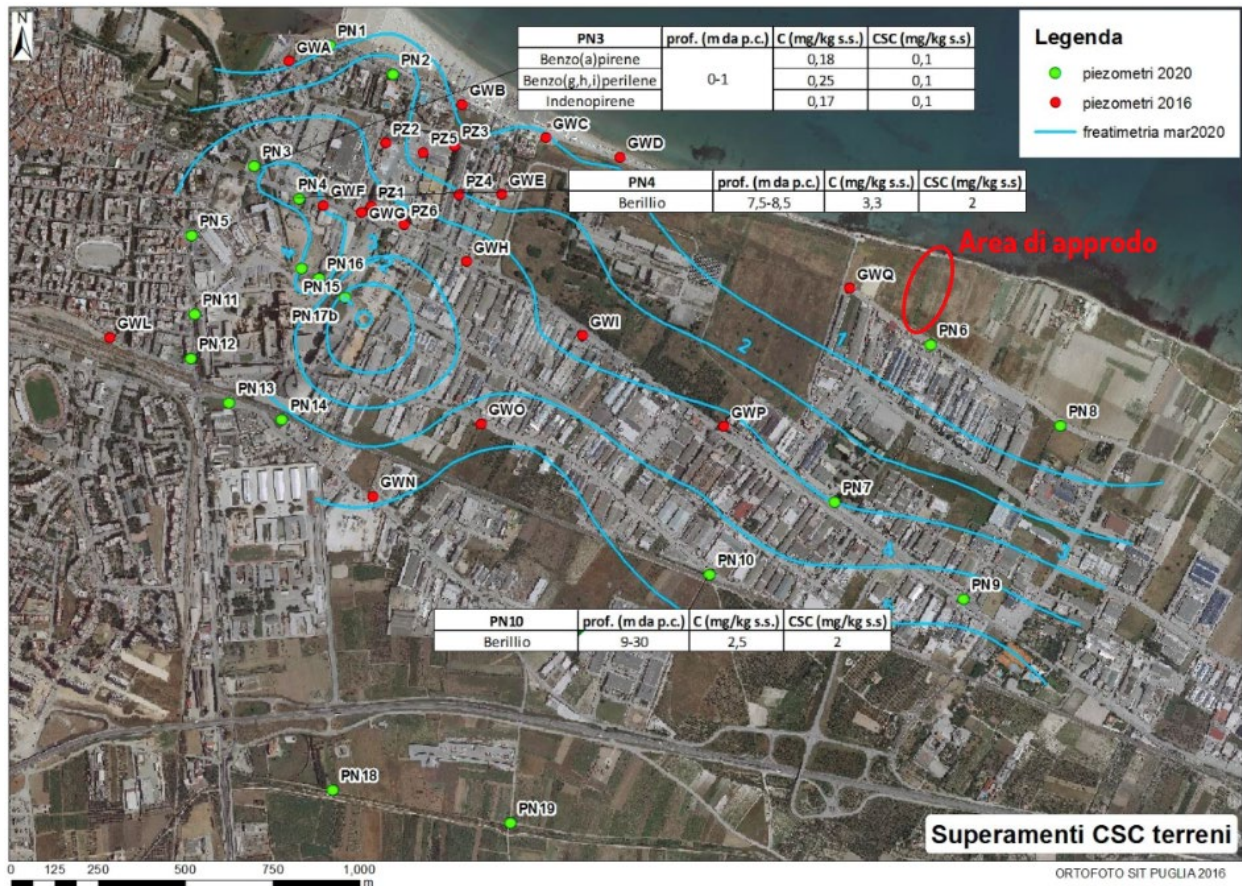 N
Legenda
piezometri 2020
piezometri 2016
freatimetria mar2020
PN3 prof. (m da p.c.) C (mg/kg s.s.) CSC (mg/kg s.s)
Benzo(a)pirene 0-1 0,18 0,1
Benzo(g,h,i)perilene 0,25 0,1
Indenopirene 0,17 0,1
PN4 prof. (m da p.c.) C (mg/kg s.s.) CSC (mg/kg s.s)
Berillio 7,5-8,5 3,3 2
Area di approdo
PN1
GWA
PN2
GWB
GWC
GWD
PZ2
PZ5
PZ3
PN3
PN4
GWF
PZ1
PZ4
GWE
GWG
PZ6
PN5
3
4
GWH
PN16
PN15
PN17b
GWQ
PN6
PN11
GWL
PN12
GWI
2
1
PN13
PN14
GWO
GWP
PN8
GWN
PN7
4
3
PN10
PN9
PN10 prof. (m da p.c.) C (mg/kg s.s.) CSC (mg/kg s.s)
Berillio 9-30 2,5 2
PN18
PN19
Superamenti CSC terreni
0 125 250 500 750 1,000
m
ORTOFOTO SIT PUGLIA 2016